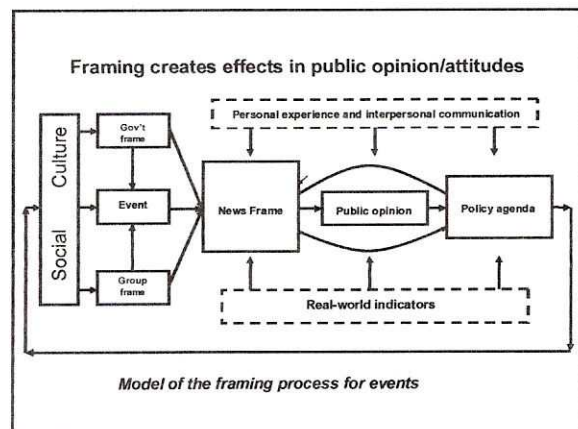 Framing creates effects in public opinion/attitudes
Personal experience and interpersonal communication
Social Culture
Gov't
frame
Event
Group
frame
News Frame
Public opinion
Policy agenda
Real-world indicators
Model of the framing process for events